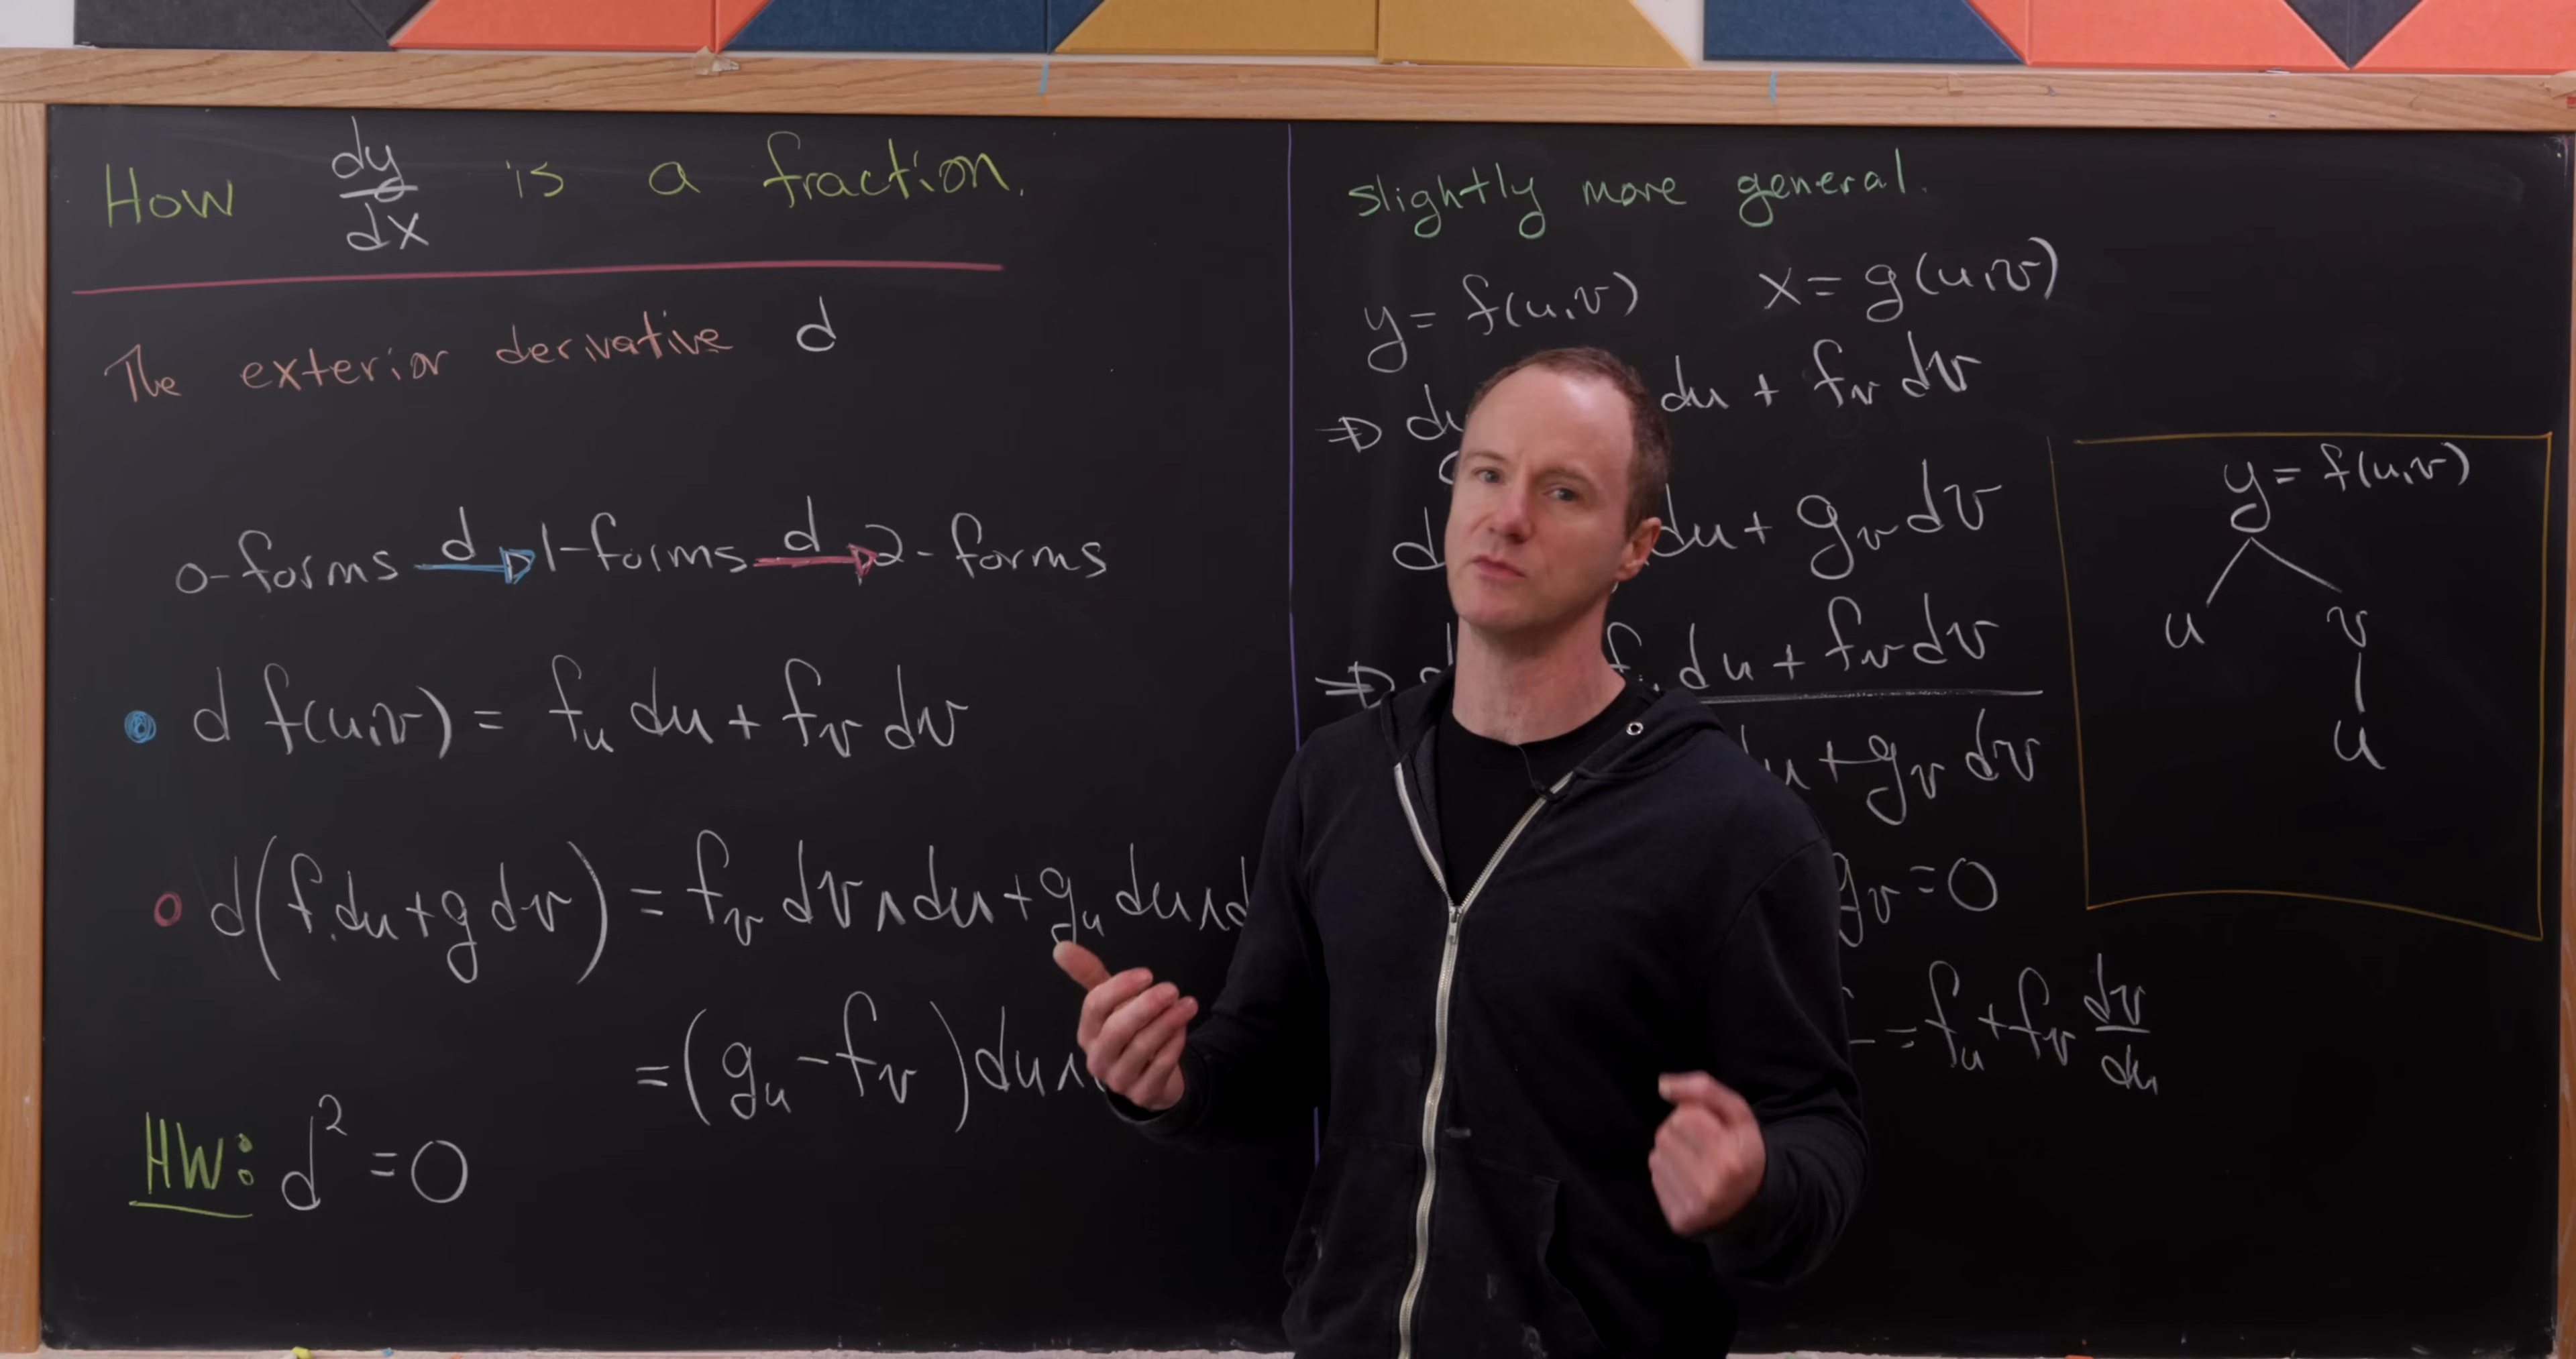 How dy/dx is a fraction.
The exterior derivative d
0-forms d→ 1-forms d→ 2-forms
d f(u,v) = f_u du + f_v dv
d(f du + g dv) = f_v dv ∧ du + g_u du ∧ d
= (g_u - f_v) du ∧
HW: d² = 0
slightly more general.
y = f(u,v) x = g(u,v)
⇒ dy du + f_v dv
d du + g_v dv
⇒ d f_u du + f_v dv
u + g_v dv
g_v = 0
= f_u + f_v dv/du
y = f(u,v)
u v
u